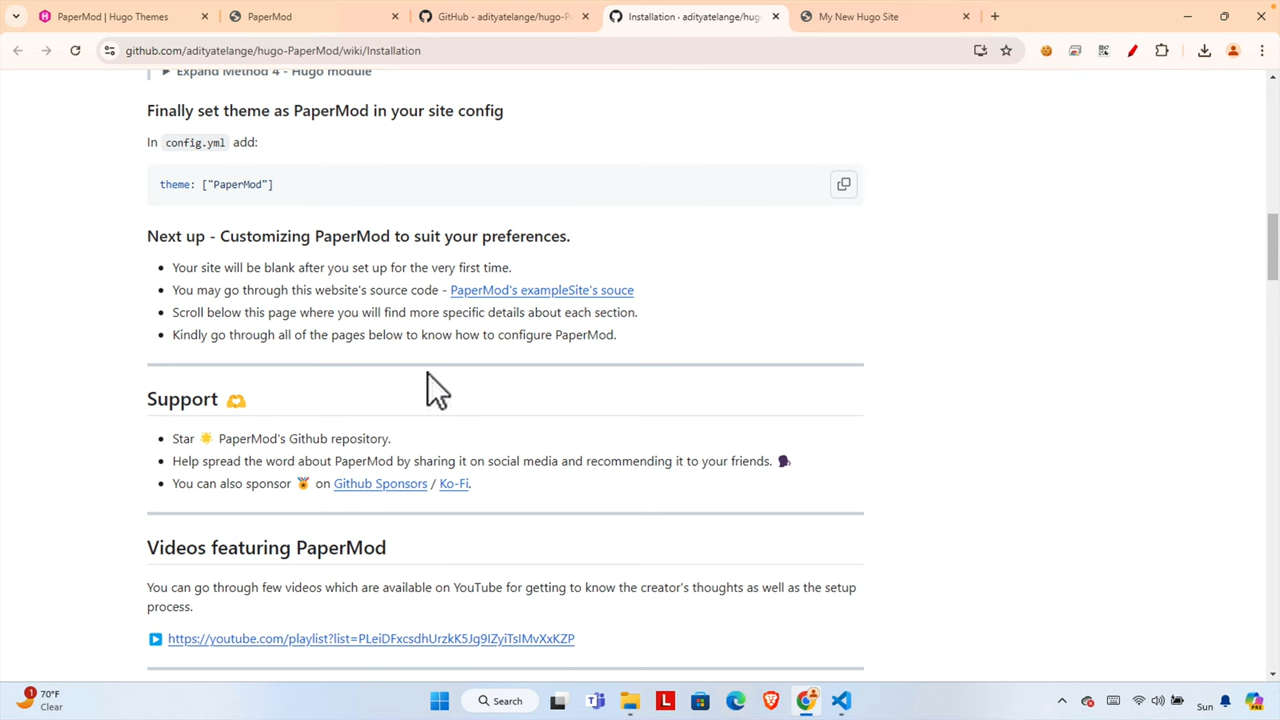 PaperMod | Hugo Themes
PaperMod
GitHub - adityatelange/hugo-P
Installation · adityatelange/hug
My New Hugo Site
github.com/adityatelange/hugo-PaperMod/wiki/Installation
Expand Method 4 - Hugo module
Finally set theme as PaperMod in your site config
In config.yml add:
theme: ["PaperMod"]
Next up - Customizing PaperMod to suit your preferences.
Your site will be blank after you set up for the very first time.
You may go through this website's source code - PaperMod's exampleSite's souce
Scroll below this page where you will find more specific details about each section.
Kindly go through all of the pages below to know how to configure PaperMod.
Support
Star PaperMod's Github repository.
Help spread the word about PaperMod by sharing it on social media and recommending it to your friends.
You can also sponsor on Github Sponsors / Ko-Fi.
Videos featuring PaperMod
You can go through few videos which are available on YouTube for getting to know the creator's thoughts as well as the setup
process.
https://youtube.com/playlist?list=PLeiDFxcsdhUrzkK5Jg9IZyiTsIMvXxKZP
1
70°F
Clear
Search
L
Sun